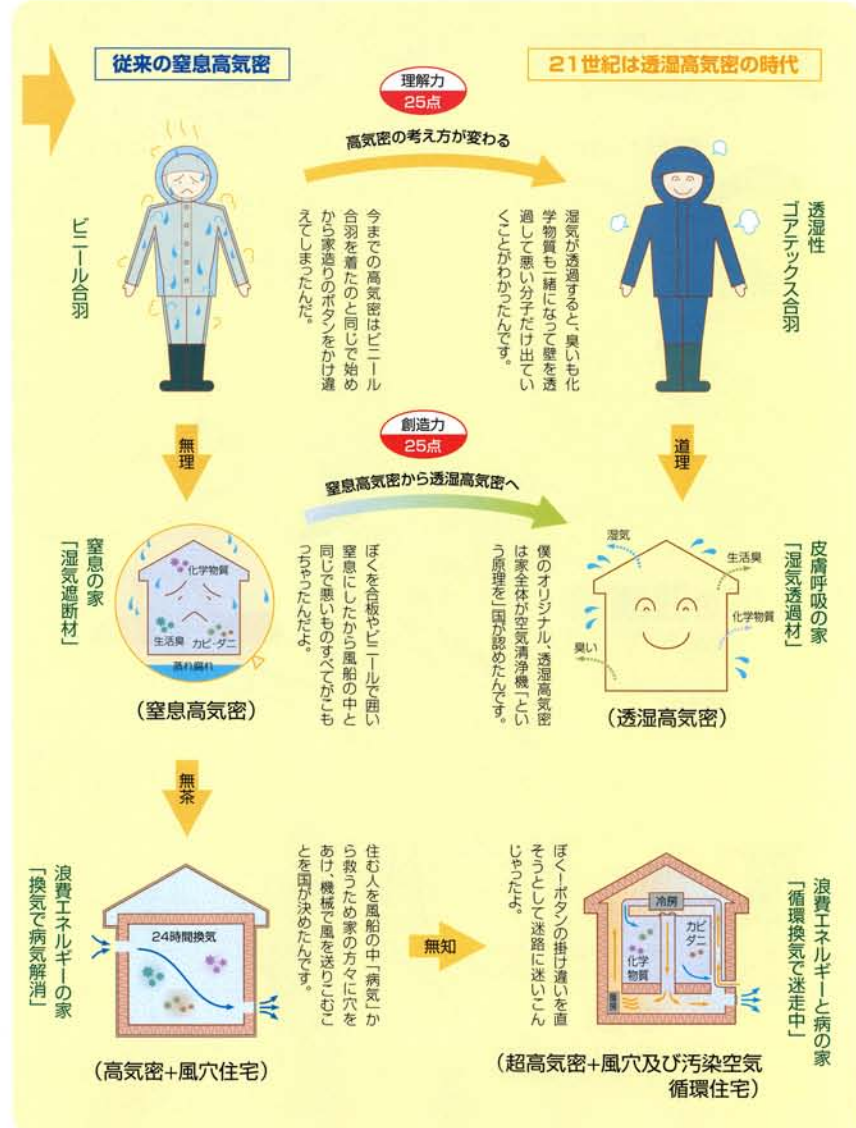 従来の窒息高気密
21世紀は透湿高気密の時代
理解力
25点
高気密の考え方が変わる
ビニール合羽
今までの高気密はビニール
合羽を着たのと同じで始め
から家造りのボタンをかけ違
えてしまったんだ。
湿気が透過すると、臭いも化
学物質も一緒になって壁を透
過して悪い分子だけ出てい
くことがわかったんです。
透湿性
ゴアテックス合羽
無理
創造力
25点
道理
窒息高気密から透湿高気密へ
窒息の家
「湿気遮断材」
化学物質
生活臭
カビ・ダニ
蒸れ腐れ
(窒息高気密)
ぼくを合板やビニールで囲い
窒息にしたから風船の中と
同じで悪いものすべてがこも
っちゃったんだよ。
僕のオリジナル、透湿高気密
は家全体が空気清浄機「とい
う原理を」国が認めたんです。
湿気
生活臭
化学物質
臭い
(透湿高気密)
皮膚呼吸の家
「湿気透過材」
無茶
浪費エネルギーの家
「換気で病気解消」
24時間換気
(高気密+風穴住宅)
住む人を風船の中「病気」か
ら救うため家の方々に穴を
あけ、機械で風を送りこむこ
とを国が決めたんです。
無知
ぼくーボタンの掛け違いを直
そうとして迷路に迷いこん
じゃったよ。
冷房
化学
物質
カビ
ダニ
暖房
(超高気密+風穴及び汚染空気
循環住宅)
浪費エネルギーと病の家
「循環換気で迷走中」